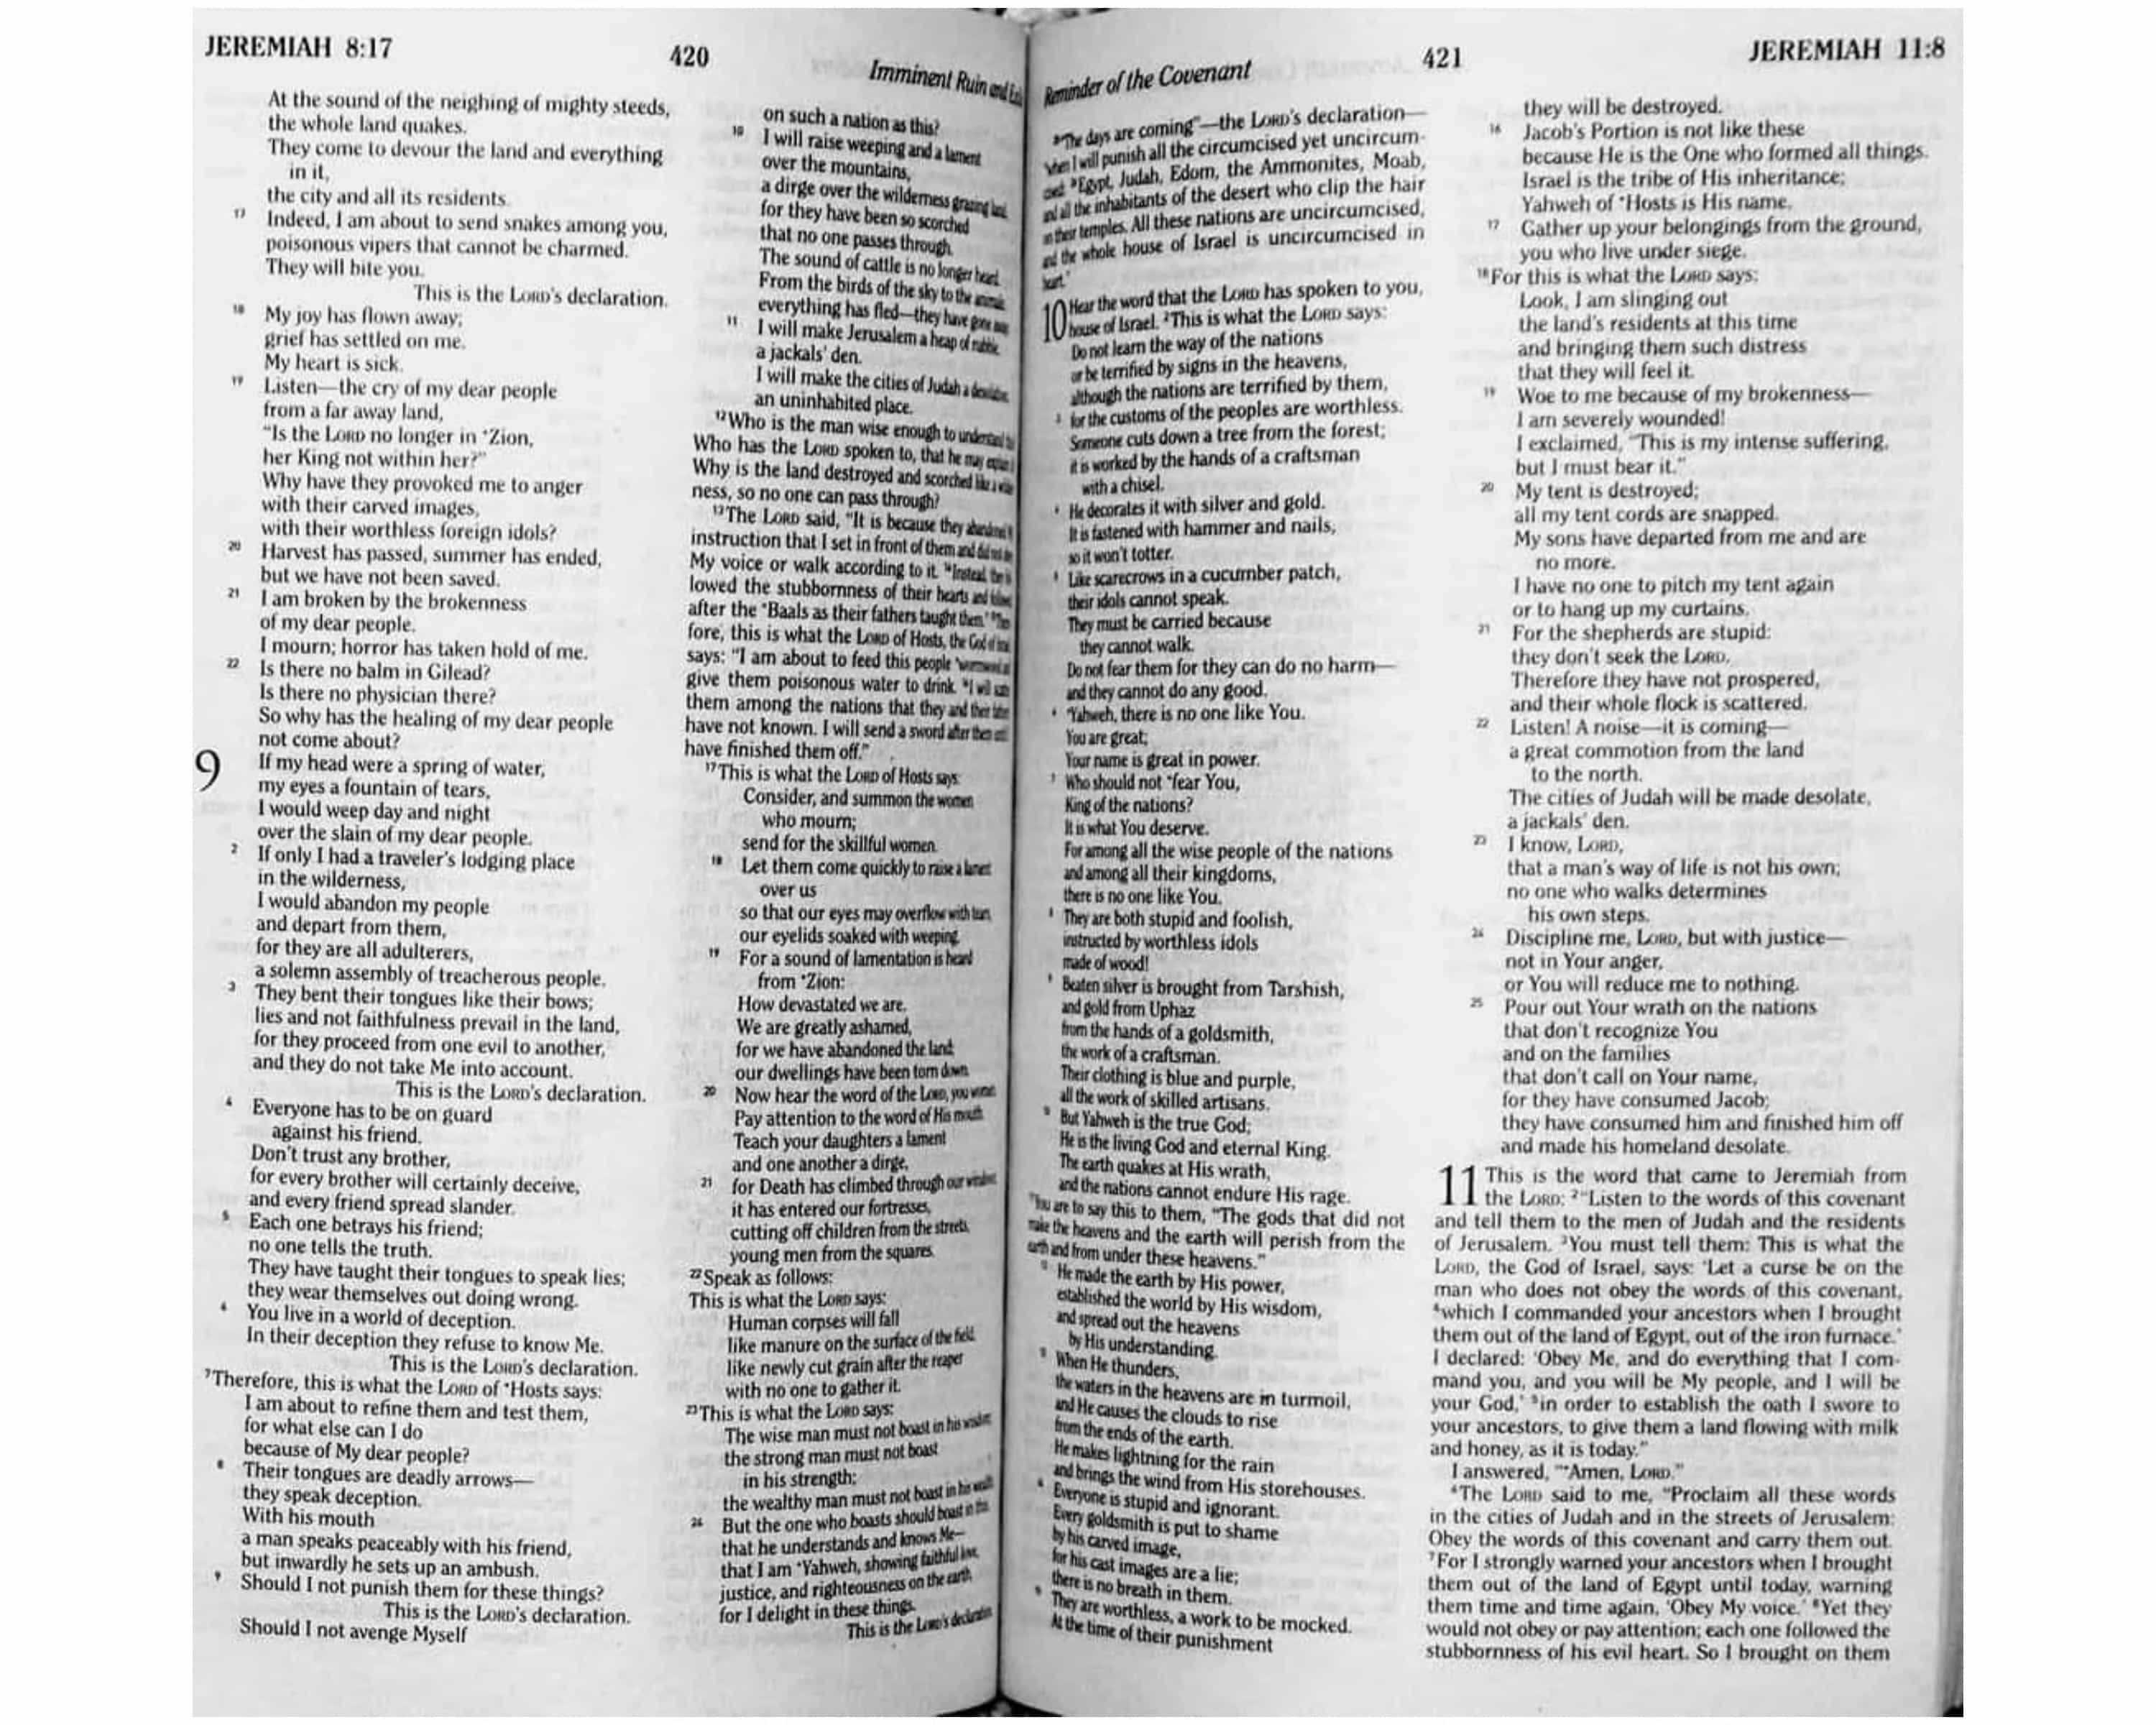 JEREMIAH 8:17
420
Imminent Ruin and
At the sound of the neighing of mighty steeds,
the whole land quakes.
They come to devour the land and everything
in it,
the city and all its residents.
17 Indeed, I am about to send snakes among you,
poisonous vipers that cannot be charmed.
They will bite you.
This is the LORD's declaration.
18 My joy has flown away;
grief has settled on me.
My heart is sick.
19 Listen—the cry of my dear people
from a far away land,
"Is the LORD no longer in •Zion,
her King not within her?"
Why have they provoked me to anger
with their carved images,
with their worthless foreign idols?
20 Harvest has passed, summer has ended,
but we have not been saved.
21 I am broken by the brokenness
of my dear people.
I mourn; horror has taken hold of me.
22 Is there no balm in Gilead?
Is there no physician there?
So why has the healing of my dear people
not come about?
9 If my head were a spring of water,
my eyes a fountain of tears,
I would weep day and night
over the slain of my dear people.
2 If only I had a traveler's lodging place
in the wilderness,
I would abandon my people
and depart from them,
for they are all adulterers,
a solemn assembly of treacherous people.
3 They bent their tongues like their bows;
lies and not faithfulness prevail in the land,
for they proceed from one evil to another,
and they do not take Me into account.
This is the LORD's declaration.
4 Everyone has to be on guard
against his friend.
Don't trust any brother,
for every brother will certainly deceive,
and every friend spread slander.
5 Each one betrays his friend;
no one tells the truth.
They have taught their tongues to speak lies;
they wear themselves out doing wrong.
6 You live in a world of deception.
In their deception they refuse to know Me.
This is the LORD's declaration.
7Therefore, this is what the LORD of •Hosts says:
I am about to refine them and test them,
for what else can I do
because of My dear people?
8 Their tongues are deadly arrows—
they speak deception.
With his mouth
a man speaks peaceably with his friend,
but inwardly he sets up an ambush.
9 Should I not punish them for these things?
This is the LORD's declaration.
Should I not avenge Myself
on such a nation as this?
10 I will raise weeping and a lament
over the mountains,
a dirge over the wilderness grazing land,
for they have been so scorched
that no one passes through.
The sound of cattle is no longer heard.
From the birds of the sky to the
everything has fled—they have gone
11 I will make Jerusalem a heap of rubble,
a jackals' den.
I will make the cities of Judah a
an uninhabited place.
12Who is the man wise enough to understand
Who has the LORD spoken to, that he may
Why is the land destroyed and scorched like a
ness, so no one can pass through?
13The LORD said, "It is because they abandoned
instruction that I set in front of them and did not
My voice or walk according to it. 14Instead,
lowed the stubbornness of their hearts and
after the •Baals as their fathers taught them."
fore, this is what the LORD of Hosts, the God of
says: "I am about to feed this people •wormwood
give them poisonous water to drink. 16I will
them among the nations that they and their
have not known. I will send a sword after them
have finished them off."
17This is what the LORD of Hosts says:
Consider, and summon the women
who mourn;
send for the skillful women.
18 Let them come quickly to raise a lament
over us
so that our eyes may overflow with tears,
our eyelids soaked with weeping.
19 For a sound of lamentation is heard
from •Zion:
How devastated we are.
We are greatly ashamed,
for we have abandoned the land;
our dwellings have been torn down.
20 Now hear the word of the LORD, you women.
Pay attention to the word of His mouth.
Teach your daughters a lament
and one another a dirge,
21 for Death has climbed through our windows;
it has entered our fortresses,
cutting off children from the streets,
young men from the squares.
22Speak as follows:
This is what the LORD says:
Human corpses will fall
like manure on the surface of the field,
like newly cut grain after the reaper
with no one to gather it.
23This is what the LORD says:
The wise man must not boast in his wisdom;
the strong man must not boast
in his strength;
the wealthy man must not boast in his wealth.
24 But the one who boasts should boast in this,
that he understands and knows Me—
that I am •Yahweh, showing faithful love,
justice, and righteousness on the earth,
for I delight in these things.
This is the LORD's declaration.
Reminder of the Covenant
421
JEREMIAH 11:8
"The days are coming"—the LORD's declaration—
"when I will punish all the circumcised yet uncircum-
cised: 26Egypt, Judah, Edom, the Ammonites, Moab,
and all the inhabitants of the desert who clip the hair
on their temples. All these nations are uncircumcised,
and the whole house of Israel is uncircumcised in
heart."
10 Hear the word that the LORD has spoken to you,
house of Israel. 2This is what the LORD says:
Do not learn the way of the nations
or be terrified by signs in the heavens,
although the nations are terrified by them,
3 for the customs of the peoples are worthless.
Someone cuts down a tree from the forest;
it is worked by the hands of a craftsman
with a chisel.
4 He decorates it with silver and gold.
It is fastened with hammer and nails,
so it won't totter.
5 Like scarecrows in a cucumber patch,
their idols cannot speak.
They must be carried because
they cannot walk.
Do not fear them for they can do no harm—
and they cannot do any good.
6 •Yahweh, there is no one like You.
You are great;
Your name is great in power.
7 Who should not •fear You,
King of the nations?
It is what You deserve.
For among all the wise people of the nations
and among all their kingdoms,
there is no one like You.
8 They are both stupid and foolish,
instructed by worthless idols
made of wood!
9 Beaten silver is brought from Tarshish,
and gold from Uphaz
from the hands of a goldsmith,
the work of a craftsman.
Their clothing is blue and purple,
all the work of skilled artisans.
10 But Yahweh is the true God;
He is the living God and eternal King.
The earth quakes at His wrath,
and the nations cannot endure His rage.
11You are to say this to them, "The gods that did not
make the heavens and the earth will perish from the
earth and from under these heavens."
12 He made the earth by His power,
established the world by His wisdom,
and spread out the heavens
by His understanding.
13 When He thunders,
the waters in the heavens are in turmoil,
and He causes the clouds to rise
from the ends of the earth.
He makes lightning for the rain
and brings the wind from His storehouses.
14 Everyone is stupid and ignorant.
Every goldsmith is put to shame
by his carved image,
for his cast images are a lie;
there is no breath in them.
15 They are worthless, a work to be mocked.
At the time of their punishment
they will be destroyed.
16 Jacob's Portion is not like these
because He is the One who formed all things.
Israel is the tribe of His inheritance;
Yahweh of •Hosts is His name.
17 Gather up your belongings from the ground,
you who live under siege.
18For this is what the LORD says:
Look, I am slinging out
the land's residents at this time
and bringing them such distress
that they will feel it.
19 Woe to me because of my brokenness—
I am severely wounded!
I exclaimed, "This is my intense suffering,
but I must bear it."
20 My tent is destroyed;
all my tent cords are snapped.
My sons have departed from me and are
no more.
I have no one to pitch my tent again
or to hang up my curtains.
21 For the shepherds are stupid:
they don't seek the LORD.
Therefore they have not prospered,
and their whole flock is scattered.
22 Listen! A noise—it is coming—
a great commotion from the land
to the north.
The cities of Judah will be made desolate,
a jackals' den.
23 I know, LORD,
that a man's way of life is not his own;
no one who walks determines
his own steps.
24 Discipline me, LORD, but with justice—
not in Your anger,
or You will reduce me to nothing.
25 Pour out Your wrath on the nations
that don't recognize You
and on the families
that don't call on Your name,
for they have consumed Jacob;
they have consumed him and finished him off
and made his homeland desolate.
11 This is the word that came to Jeremiah from
the LORD: 2"Listen to the words of this covenant
and tell them to the men of Judah and the residents
of Jerusalem. 3You must tell them: This is what the
LORD, the God of Israel, says: 'Let a curse be on the
man who does not obey the words of this covenant,
4which I commanded your ancestors when I brought
them out of the land of Egypt, out of the iron furnace.'
I declared: 'Obey Me, and do everything that I com-
mand you, and you will be My people, and I will be
your God,' 5in order to establish the oath I swore to
your ancestors, to give them a land flowing with milk
and honey, as it is today."
I answered, "•Amen, LORD."
6The LORD said to me, "Proclaim all these words
in the cities of Judah and in the streets of Jerusalem:
Obey the words of this covenant and carry them out.
7For I strongly warned your ancestors when I brought
them out of the land of Egypt until today, warning
them time and time again, 'Obey My voice.' 8Yet they
would not obey or pay attention; each one followed the
stubbornness of his evil heart. So I brought on them